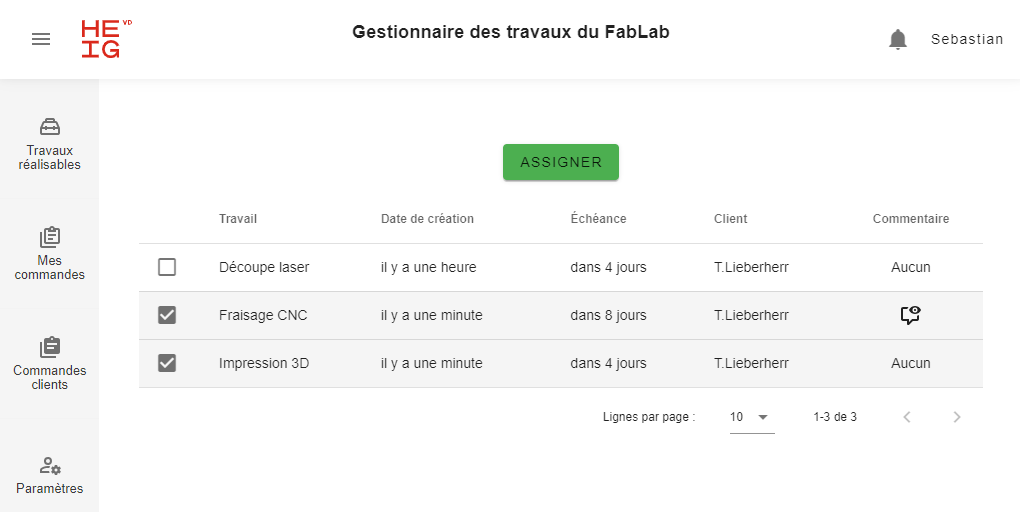 HE VD
IG
Gestionnaire des travaux du FabLab
Sebastian
Travaux
réalisables
Mes
commandes
Commandes
clients
Paramètres
ASSIGNER
Travail Date de création Échéance Client Commentaire
Découpe laser il y a une heure dans 4 jours T.Lieberherr Aucun
Fraisage CNC il y a une minute dans 8 jours T.Lieberherr
Impression 3D il y a une minute dans 4 jours T.Lieberherr Aucun
Lignes par page : 10 1-3 de 3